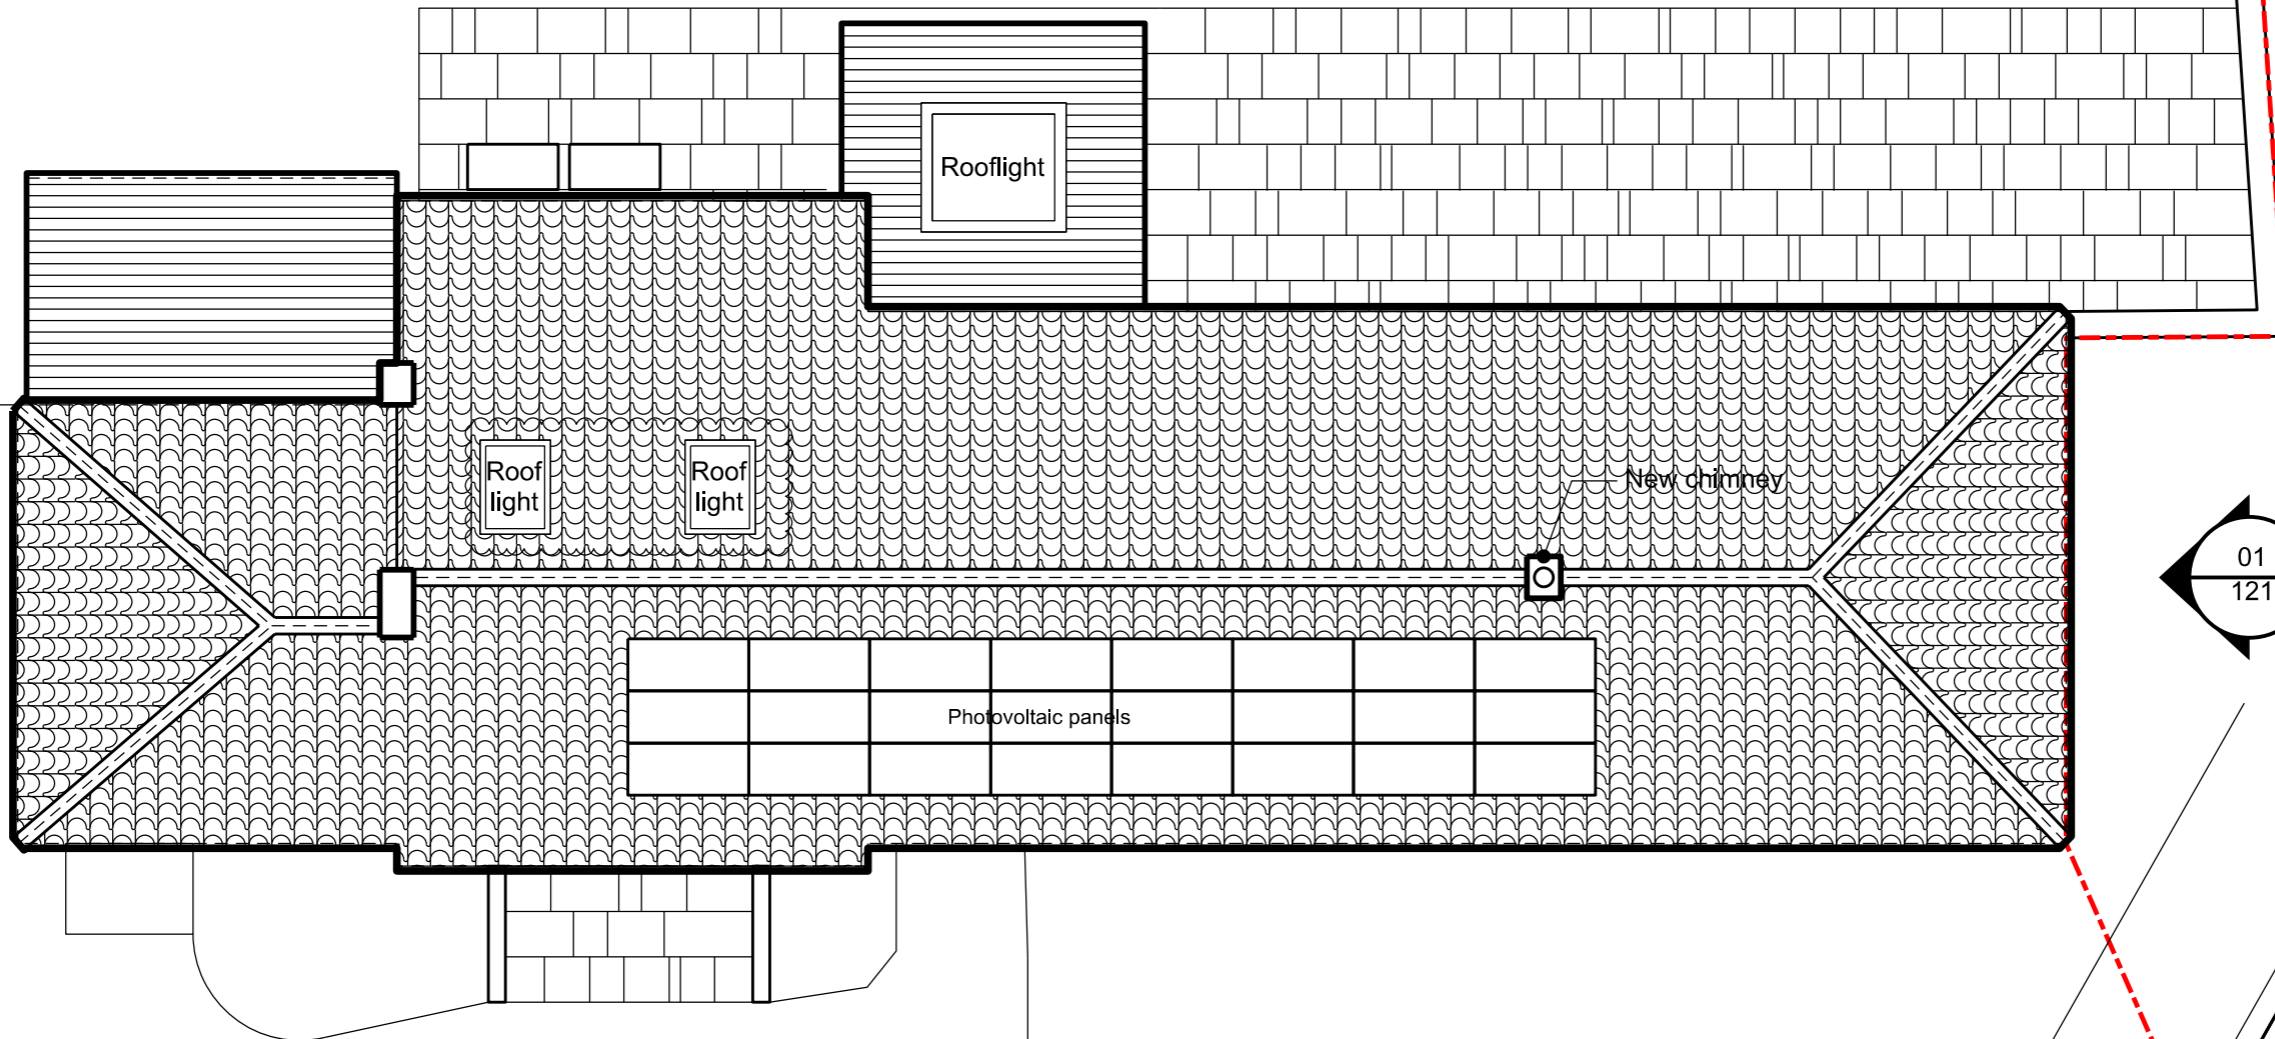 Rooflight
Roof
light
Roof
light
New chimney
01
121
Photovoltaic panels